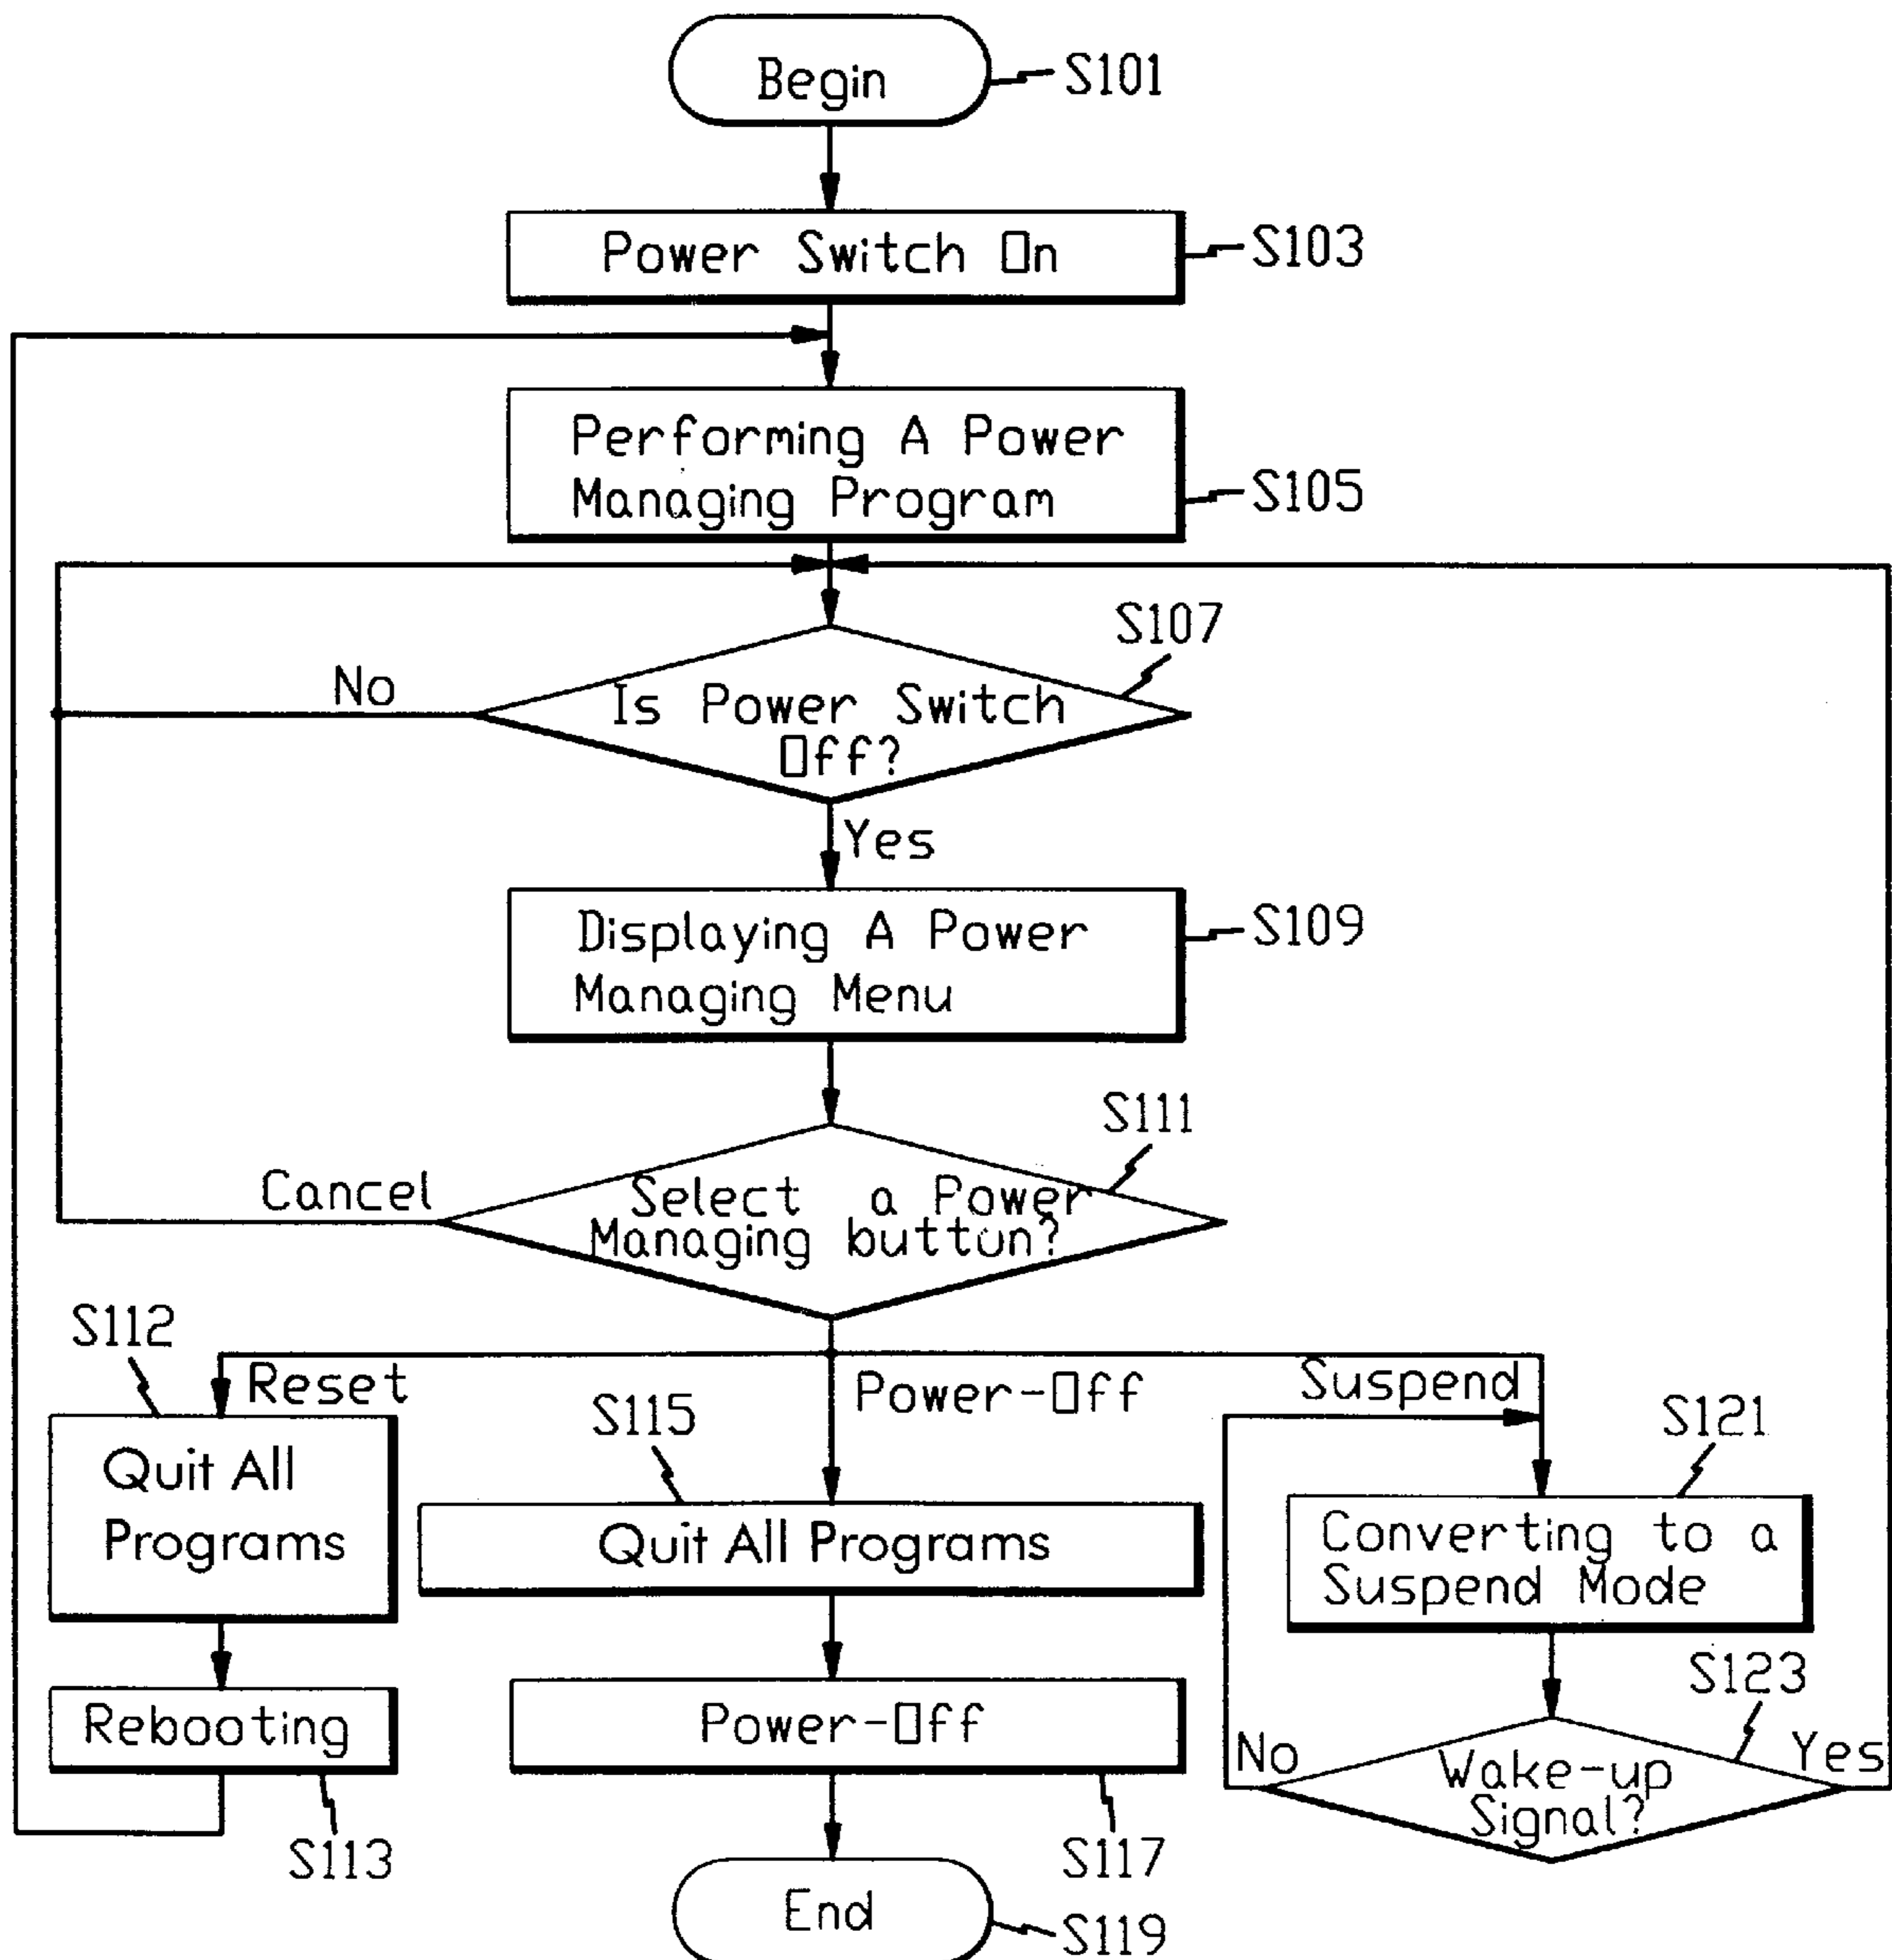 Begin
S101
Power Switch On
S103
Performing A Power
Managing Program
S105
S107
No
Is Power Switch
Off?
Yes
Displaying A Power
Managing Menu
S109
S111
Cancel
Select a Power
Managing button?
S112
Reset
Power-Off
Suspend
S115
S121
Quit All
Programs
Quit All Programs
Converting to a
Suspend Mode
S123
Rebooting
Power-Off
No
Wake-up
Signal?
Yes
S113
S117
End
S119